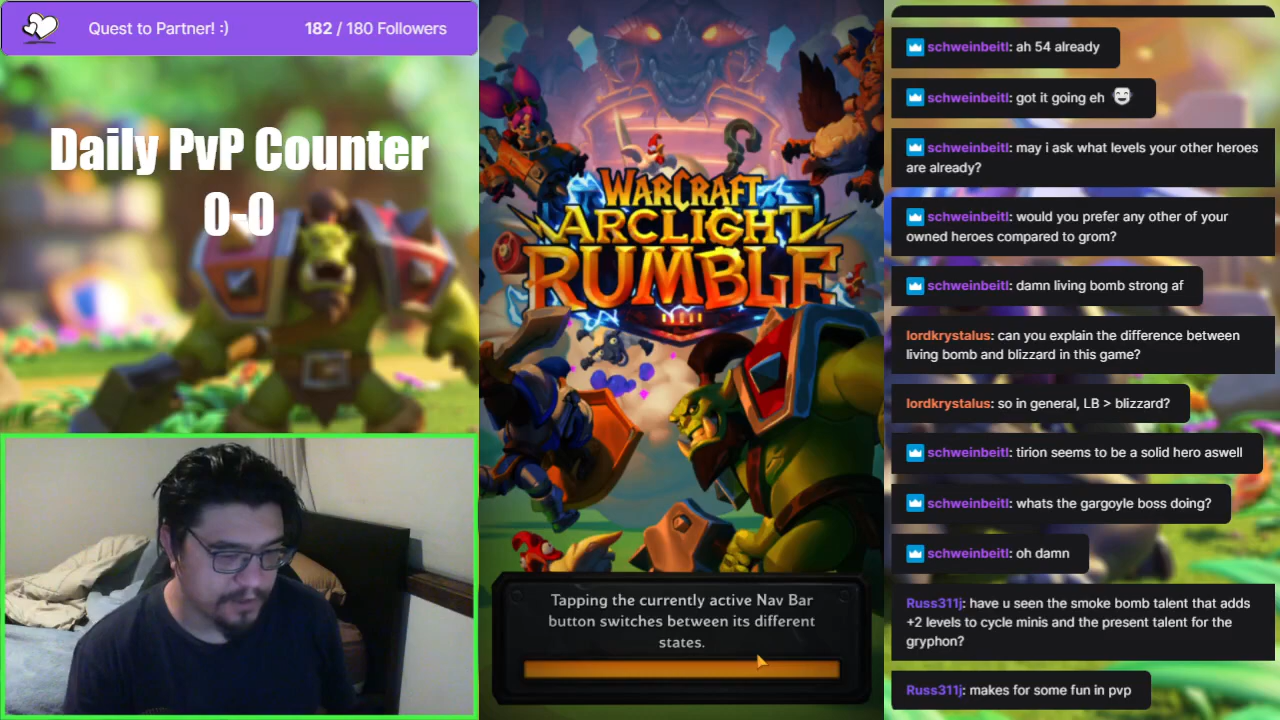 Quest to Partner! :)
182 / 180 Followers
Daily PvP Counter
0-0
WARCRAFT
ARCLIGHT
RUMBLE
Tapping the currently active Nav Bar
button switches between its different
states.
schweinbeitl: ah 54 already
schweinbeitl: got it going eh
schweinbeitl: may i ask what levels your other heroes
are already?
schweinbeitl: would you prefer any other of your
owned heroes compared to grom?
schweinbeitl: damn living bomb strong af
lordkrystalus: can you explain the difference between
living bomb and blizzard in this game?
lordkrystalus: so in general, LB > blizzard?
schweinbeitl: tirion seems to be a solid hero aswell
schweinbeitl: whats the gargoyle boss doing?
schweinbeitl: oh damn
Russ311j: have u seen the smoke bomb talent that adds
+2 levels to cycle minis and the present talent for the
gryphon?
Russ311j: makes for some fun in pvp